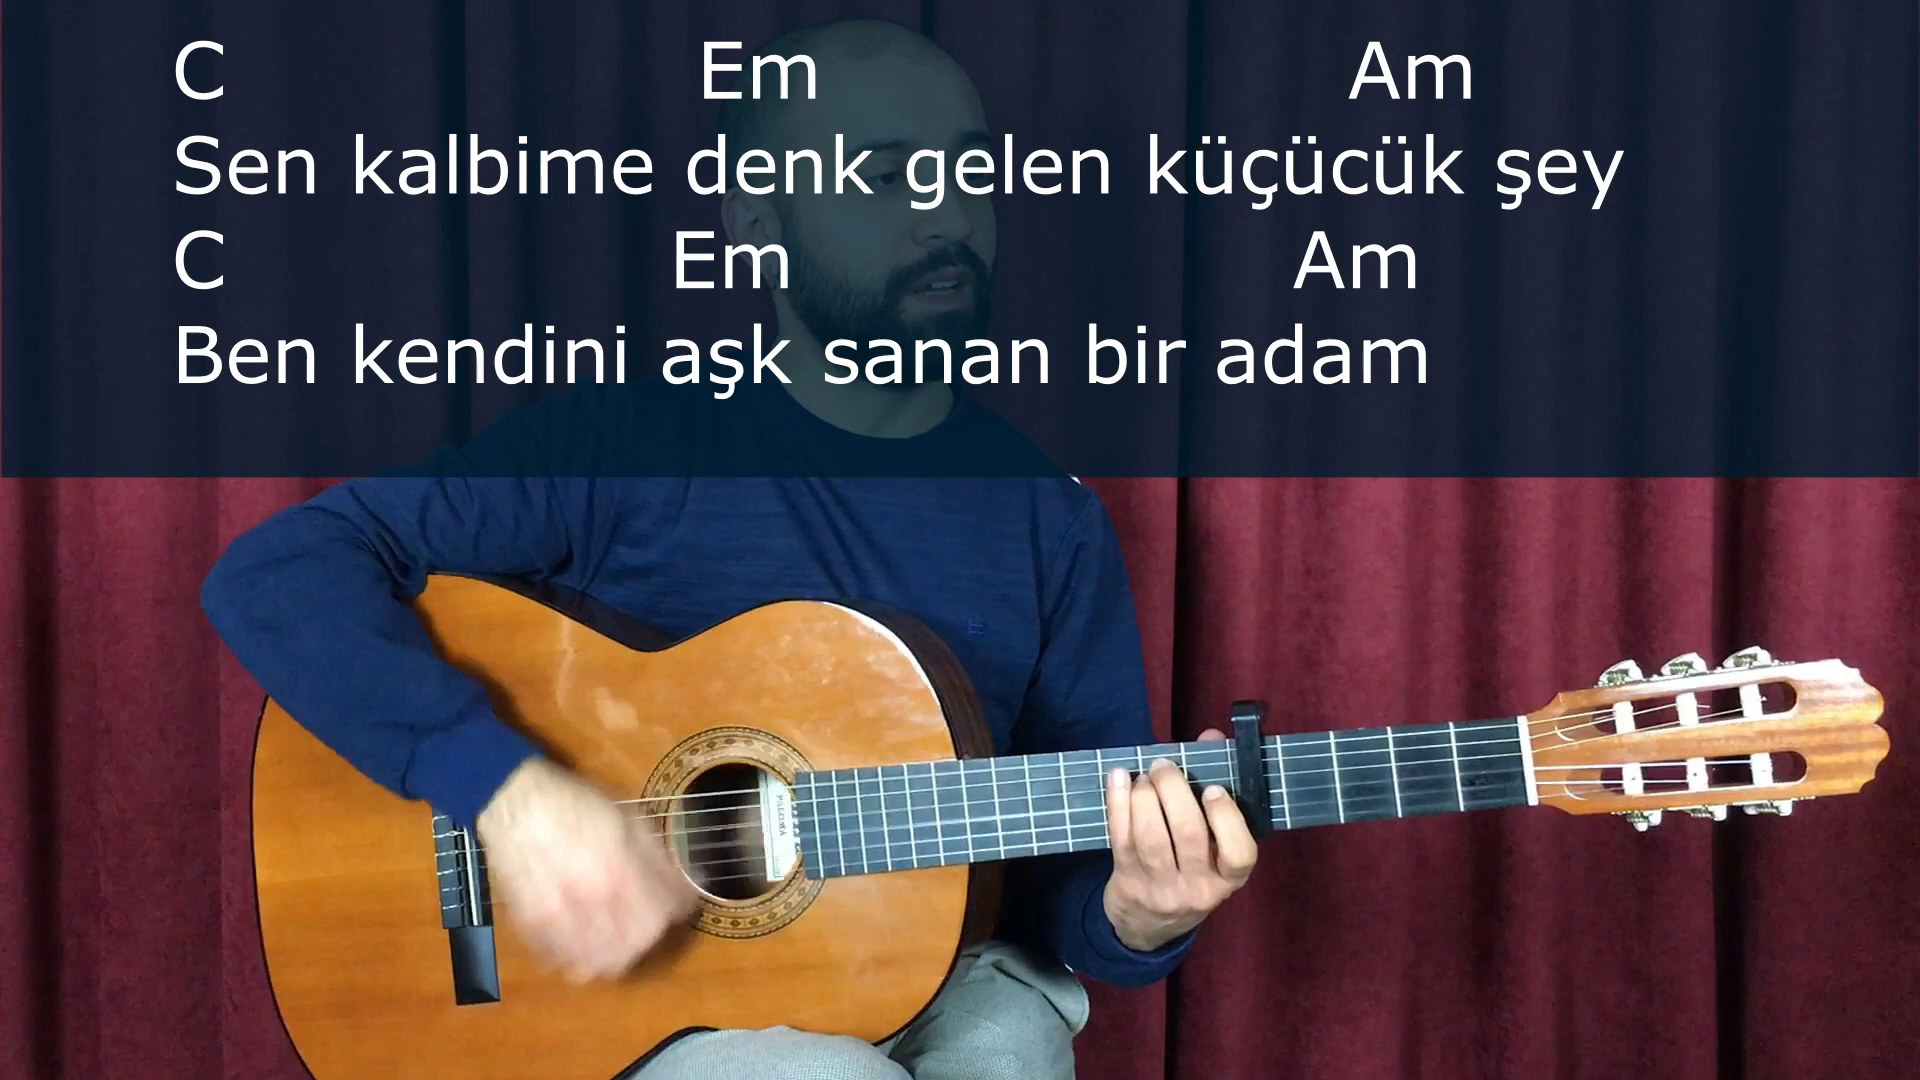 C Em Am
Sen kalbime denk gelen küçücük şey
C Em Am
Ben kendini aşk sanan bir adam